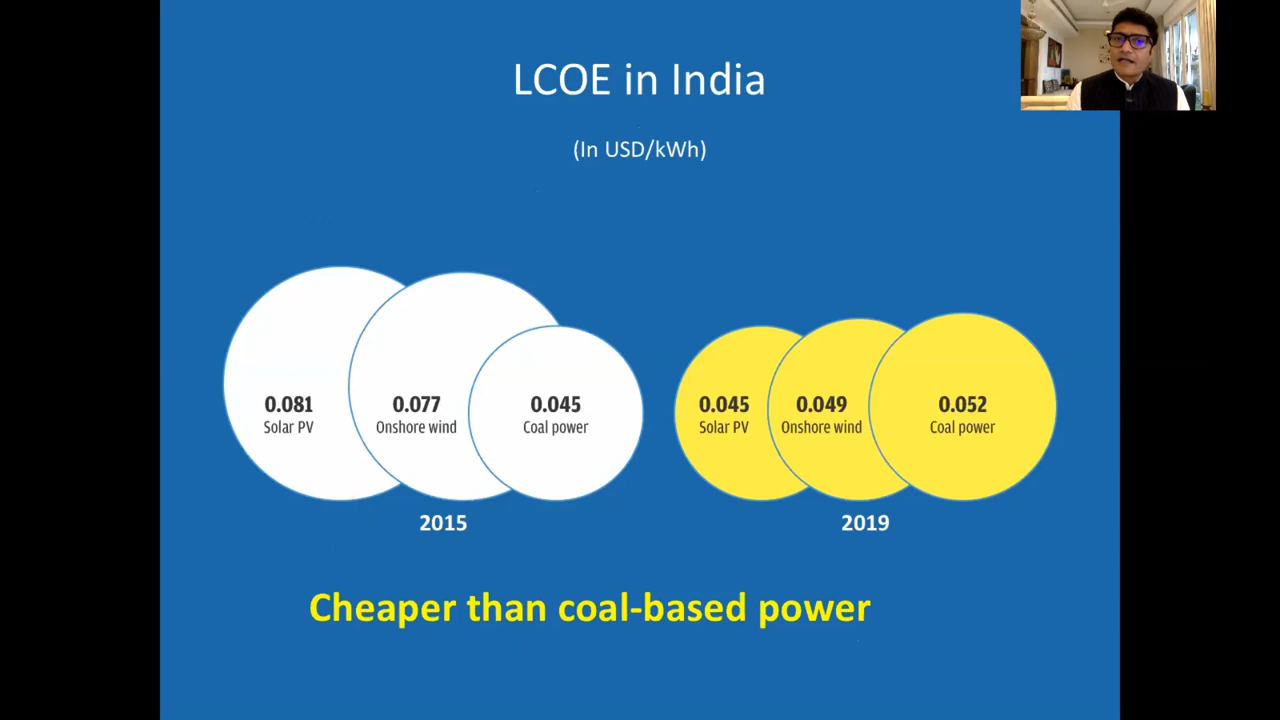 LCOE in India
(In USD/kWh)
0.081
Solar PV
0.077
Onshore wind
0.045
Coal power
2015
0.045
Solar PV
0.049
Onshore wind
0.052
Coal power
2019
Cheaper than coal-based power